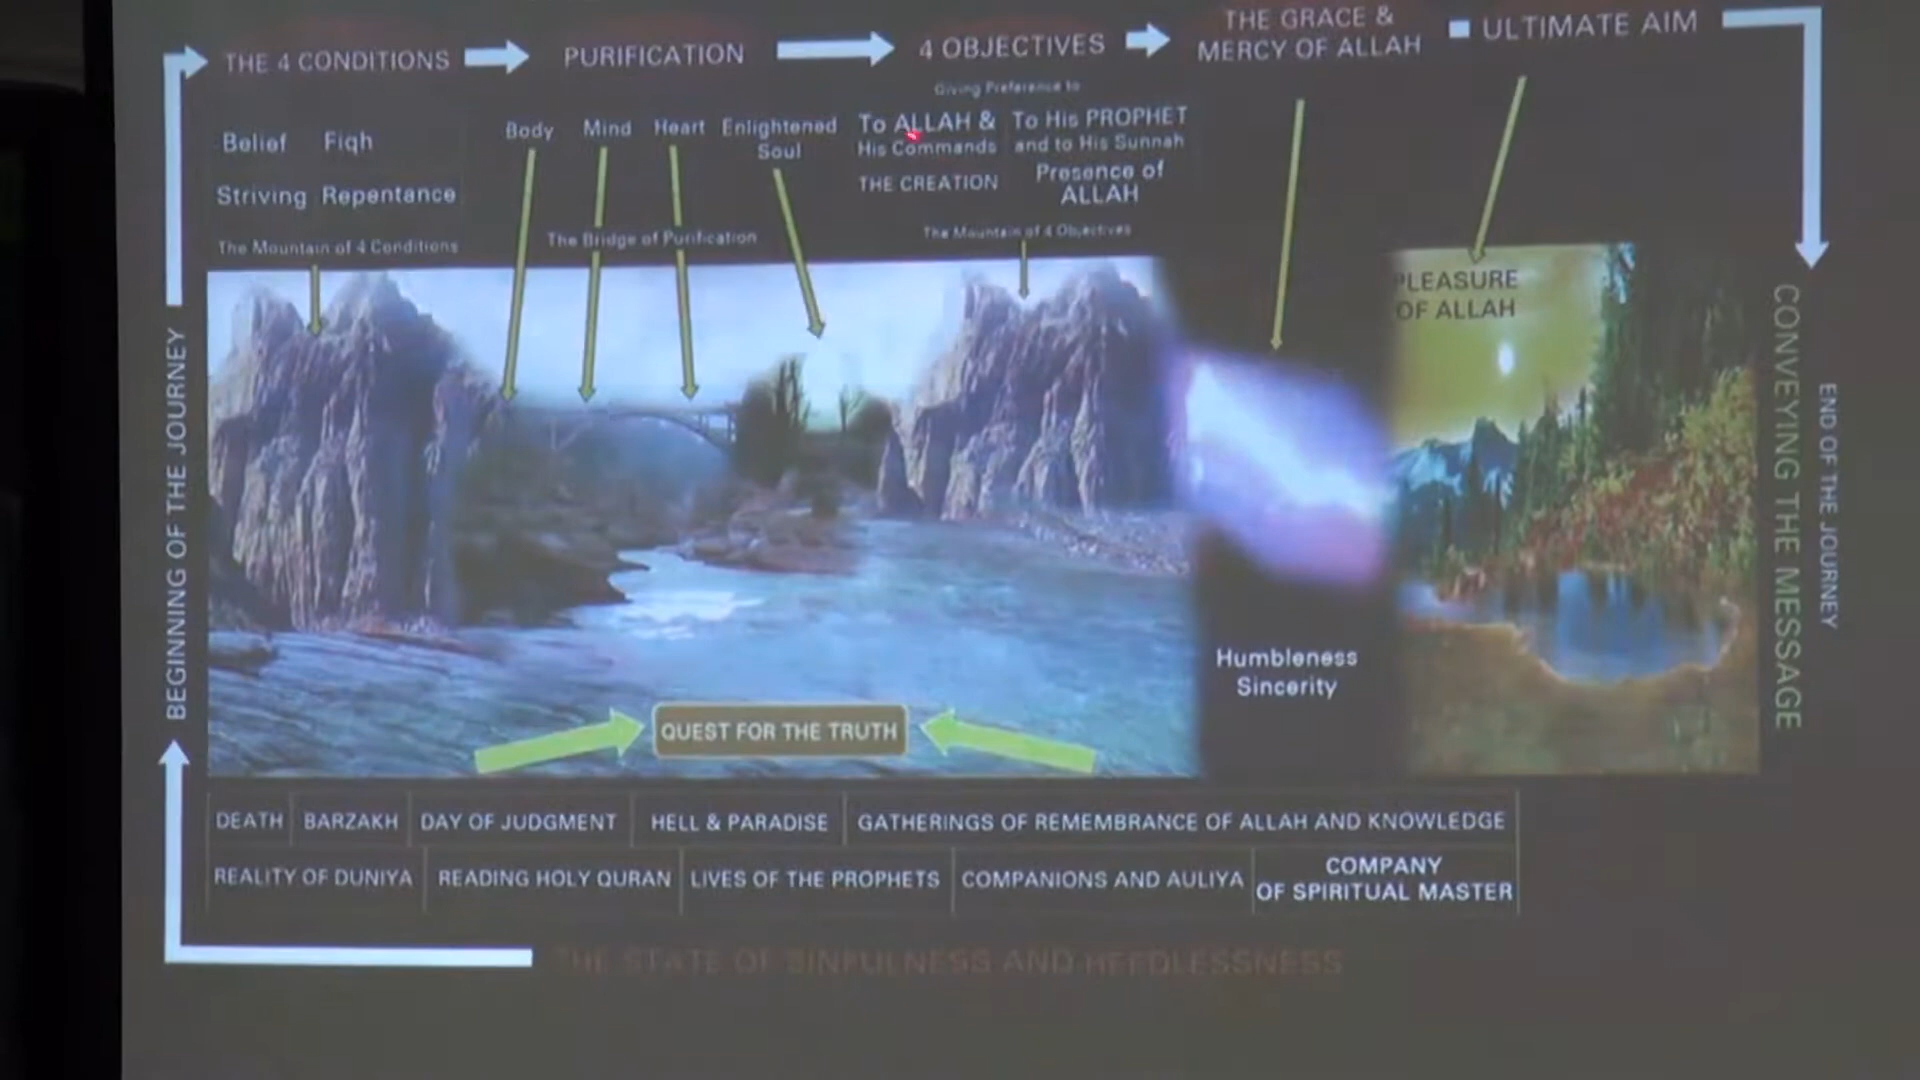 THE 4 CONDITIONS
PURIFICATION
4 OBJECTIVES
THE GRACE &
MERCY OF ALLAH
ULTIMATE AIM
Giving Preference to
Belief Fiqh
Striving Repentance
Body
Mind
Heart
Enlightened
Soul
To ALLAH &
His Commands
To His PROPHET
and to His Sunnah
THE CREATION
Presence of
ALLAH
The Mountain of 4 Conditions
The Bridge of Purification
The Mountain of 4 Objectives
PLEASURE
OF ALLAH
BEGINNING OF THE JOURNEY
CONVEYING THE MESSAGE
END OF THE JOURNEY
Humbleness
Sincerity
QUEST FOR THE TRUTH
DEATH BARZAKH DAY OF JUDGMENT HELL & PARADISE GATHERINGS OF REMEMBRANCE OF ALLAH AND KNOWLEDGE
REALITY OF DUNIYA READING HOLY QURAN LIVES OF THE PROPHETS COMPANIONS AND AULIYA
COMPANY
OF SPIRITUAL MASTER
THE STATE OF SINFULNESS AND HEEDLESSNESS